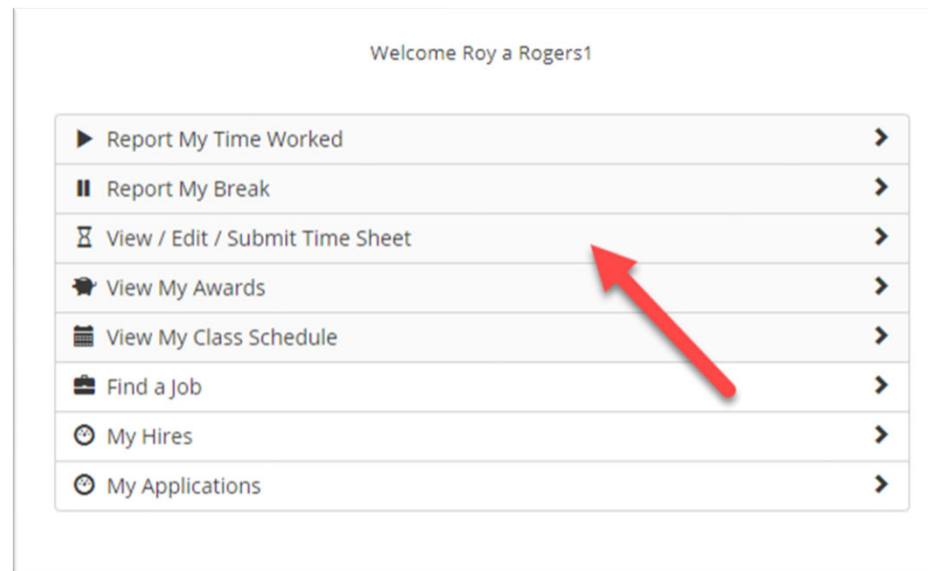 Welcome Roy a Rogers1
Report My Time Worked
Report My Break
View / Edit / Submit Time Sheet
View My Awards
View My Class Schedule
Find a Job
My Hires
My Applications